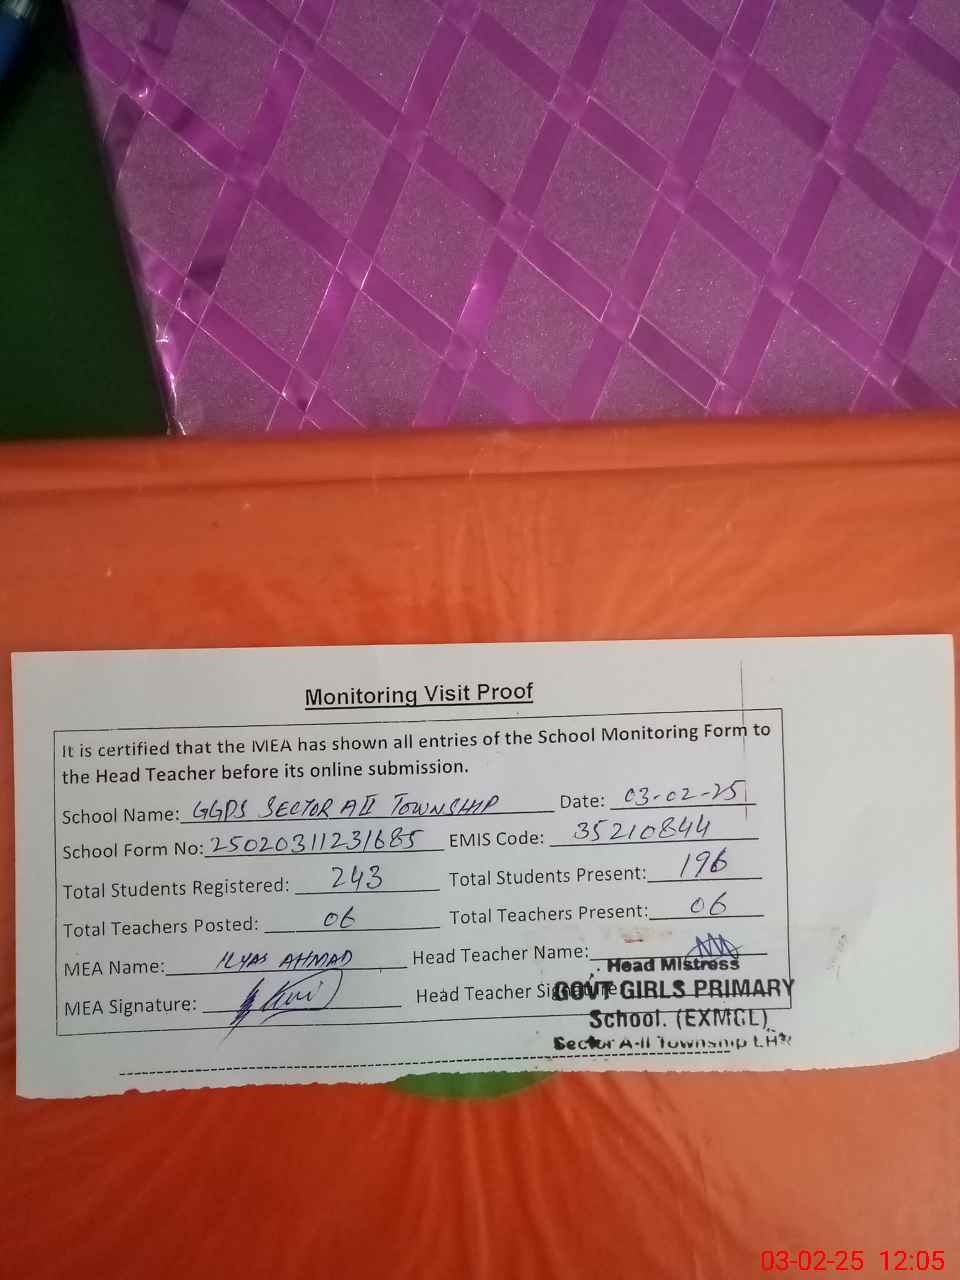 Monitoring Visit Proof
It is certified that the MEA has shown all entries of the School Monitoring Form to
the Head Teacher before its online submission.
School Name: GGPS SECTOR A II TOWNSHIP Date: 03-02-25
School Form No: 25020311231685 EMIS Code: 35210844
Total Students Registered: 243 Total Students Present: 196
Total Teachers Posted: 06 Total Teachers Present: 06
MEA Name: ILYAS AHMAD Head Teacher Name:
MEA Signature: Head Teacher Signature
Head Mistress
GOVT GIRLS PRIMARY
School. (EXMCL)
Sector A-II Township LHR
03-02-25 12:05